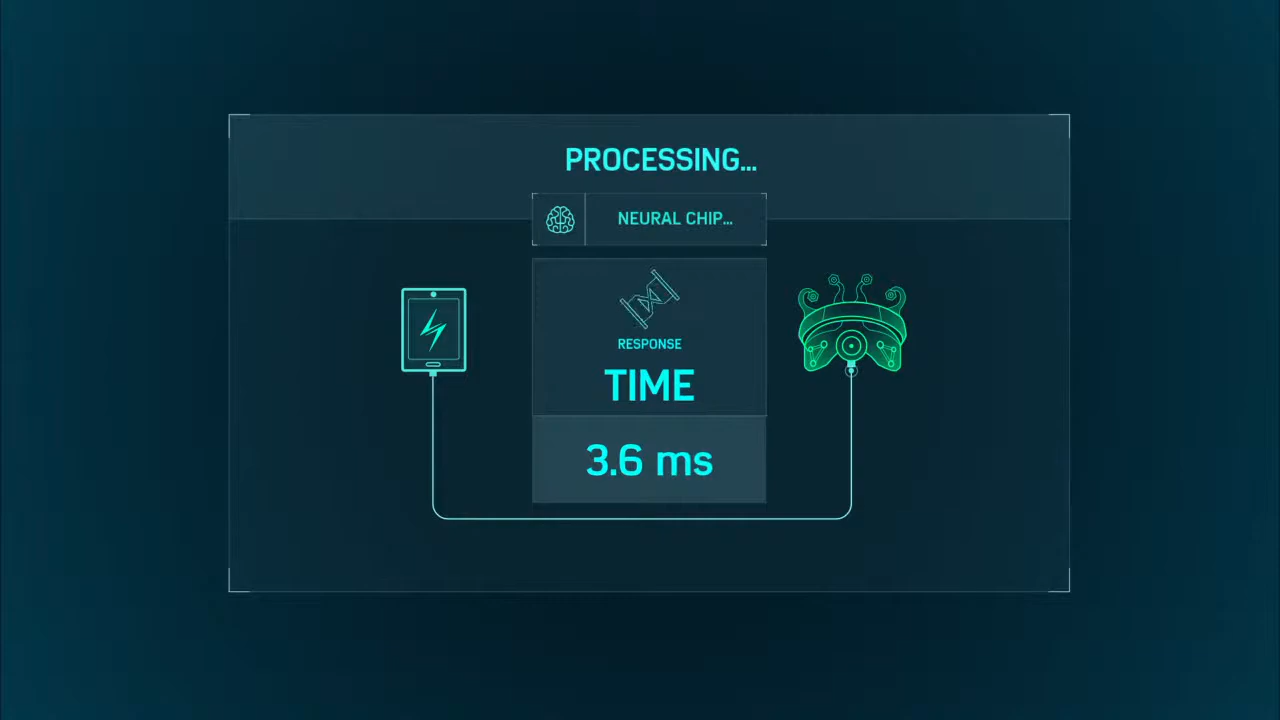 PROCESSING...
NEURAL CHIP...
RESPONSE
TIME
3.6 ms